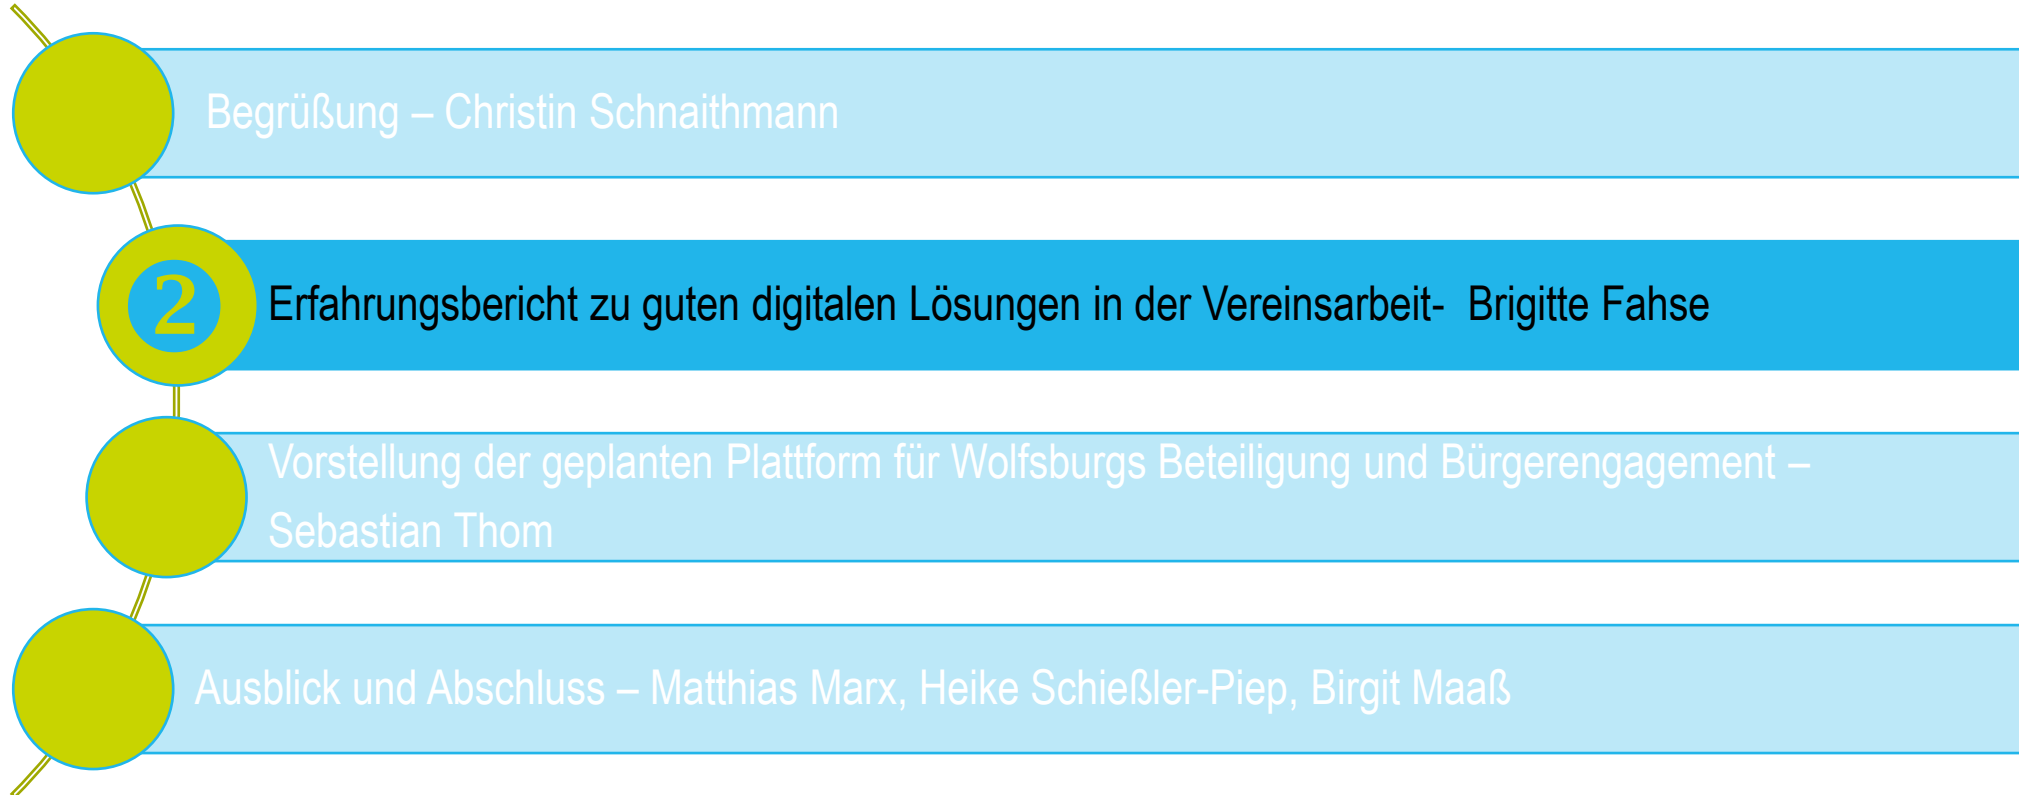 Begrüßung – Christin Schnaithmann
2
Erfahrungsbericht zu guten digitalen Lösungen in der Vereinsarbeit-  Brigitte Fahse
Vorstellung der geplanten Plattform für Wolfsburgs Beteiligung und Bürgerengagement –
Sebastian Thom
Ausblick und Abschluss – Matthias Marx, Heike Schießler-Piep, Birgit Maaß